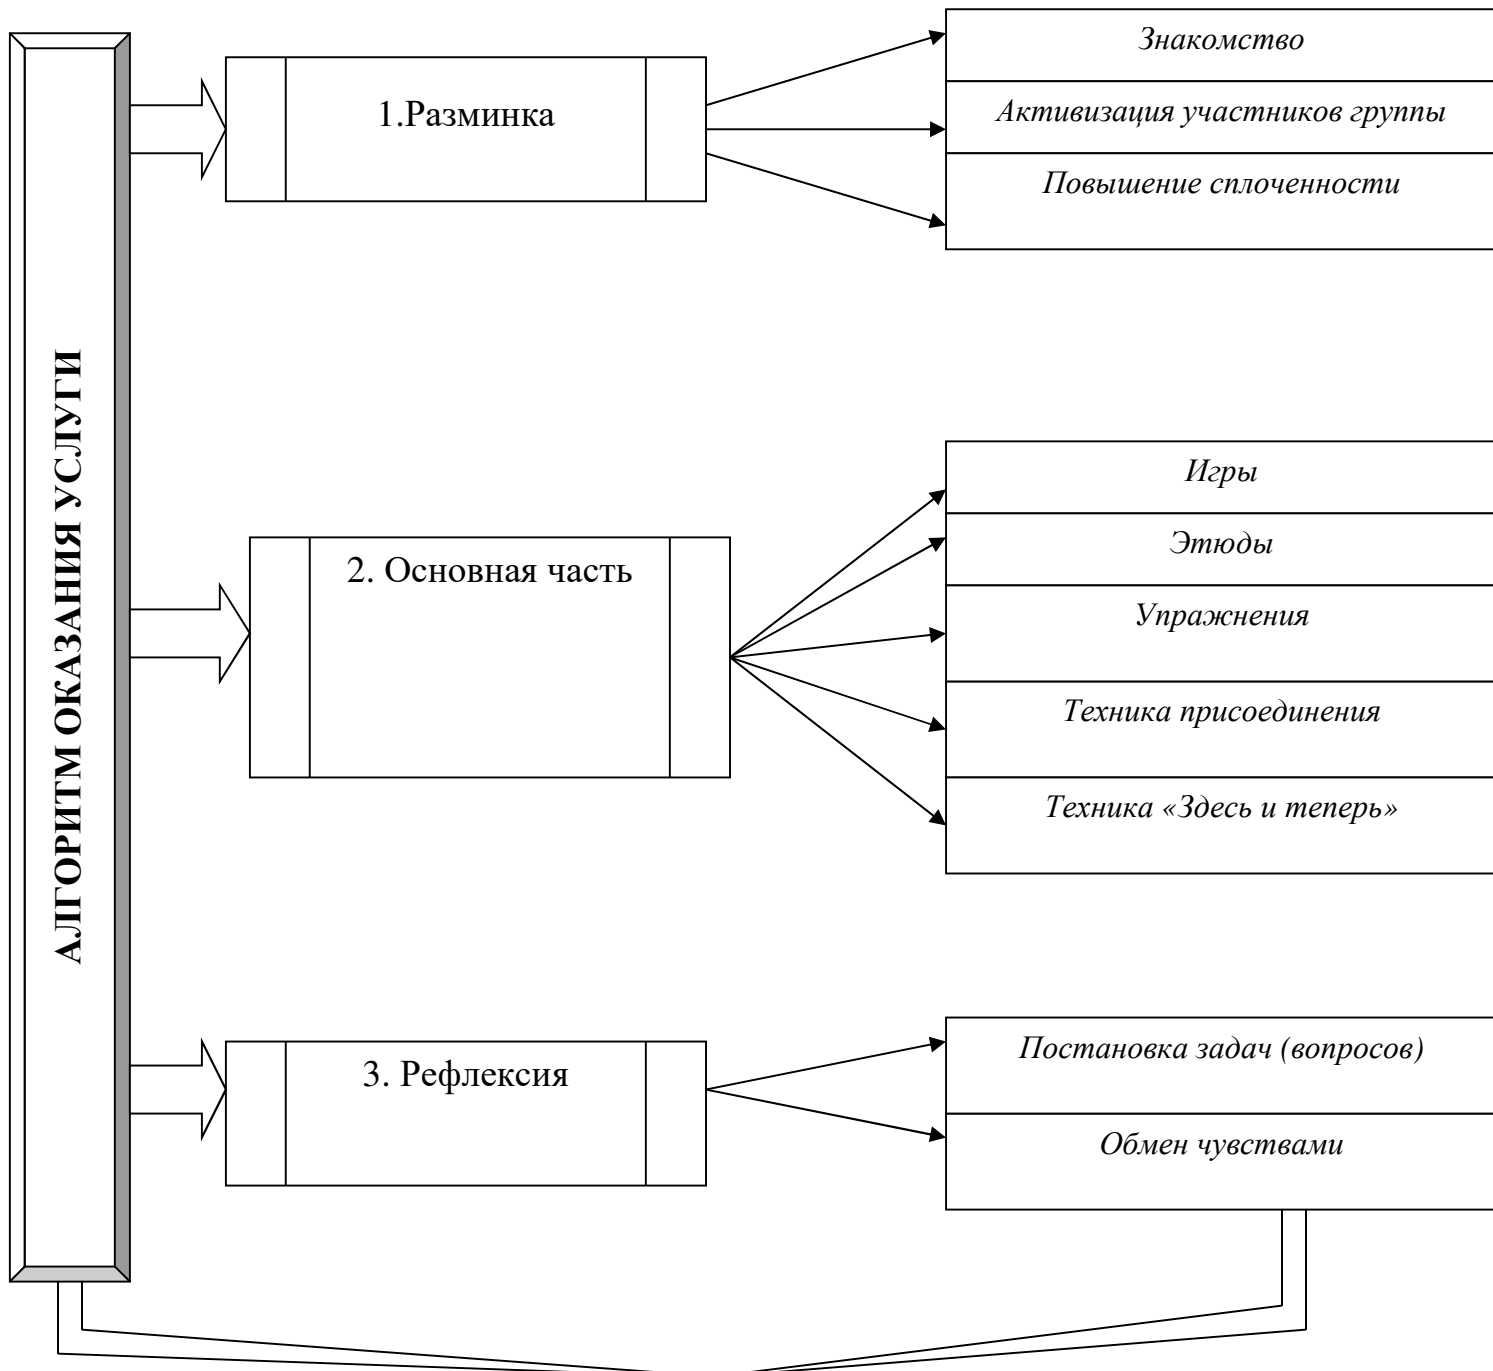 АЛГОРИТМ ОКАЗАНИЯ УСЛУГИ
1.Разминка
Знакомство
Активизация участников группы
Повышение сплоченности
2. Основная часть
Игры
Этюды
Упражнения
Техника присоединения
Техника «Здесь и теперь»
3. Рефлексия
Постановка задач (вопросов)
Обмен чувствами